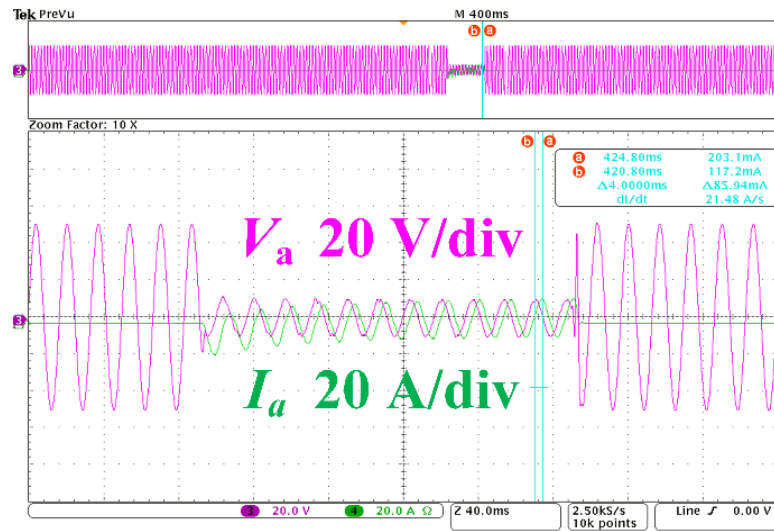 Tek PreVu M 400ms
b a
3
Zoom Factor: 10 X
b a
a 424.80ms 203.1mA
b 420.80ms 117.2mA
Δ4.0000ms Δ85.94mA
dI/dt 21.48 A/s
Va 20 V/div
3
Ia 20 A/div
3 20.0 V 4 20.0 A Ω Z 40.0ms 2.50kS/s Line ∫ 0.00 V
10k points